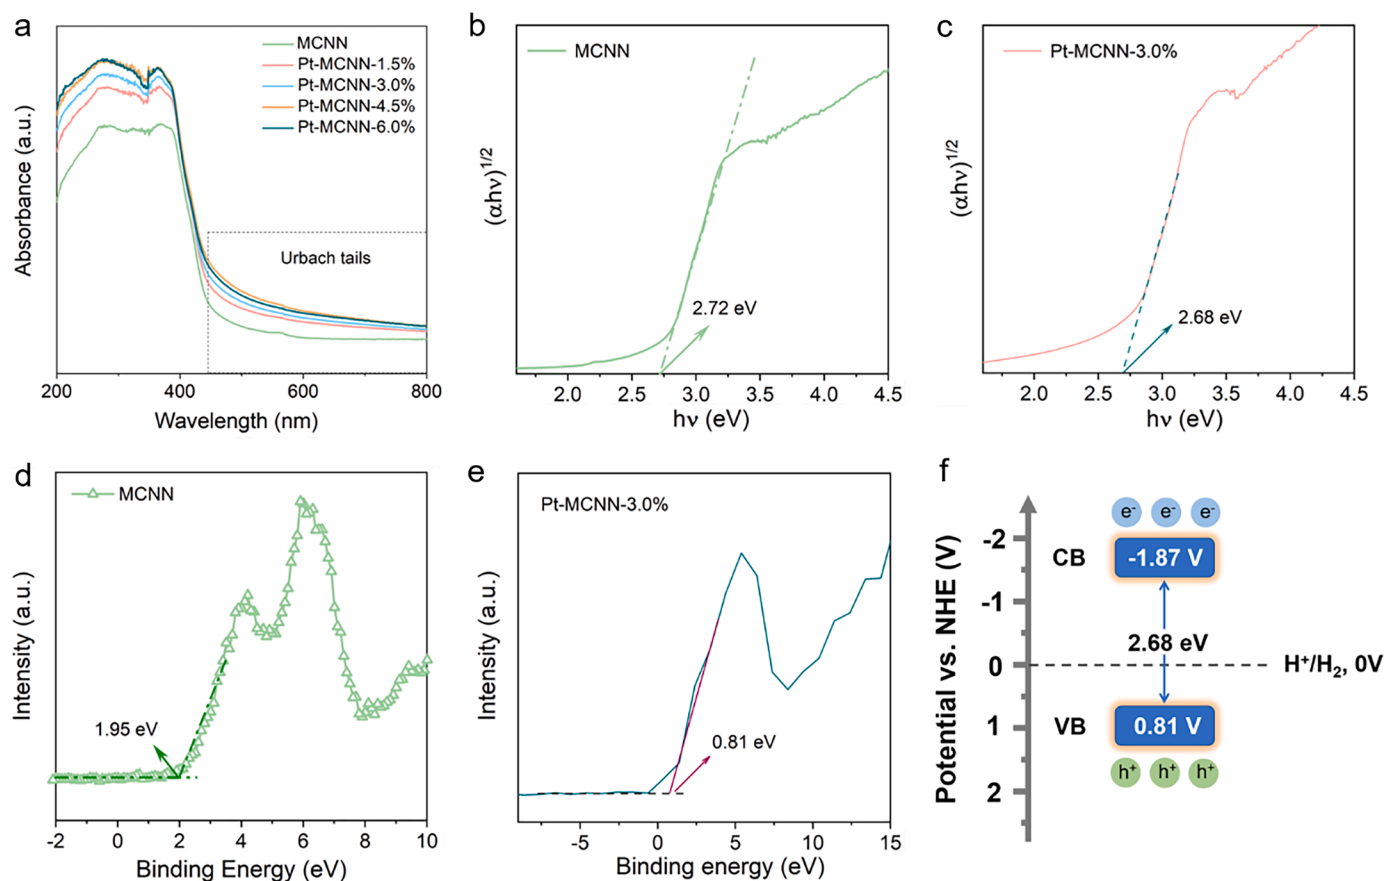 a
MCNN
Pt-MCNN-1.5%
Pt-MCNN-3.0%
Pt-MCNN-4.5%
Pt-MCNN-6.0%
Urbach tails
Absorbance (a.u.)
200 400 600 800
Wavelength (nm)
b
MCNN
2.72 eV
(αhν)1/2
2.0 2.5 3.0 3.5 4.0 4.5
hν (eV)
c
Pt-MCNN-3.0%
2.68 eV
(αhν)1/2
2.0 2.5 3.0 3.5 4.0 4.5
hν (eV)
d
MCNN
1.95 eV
Intensity (a.u.)
-2 0 2 4 6 8 10
Binding Energy (eV)
e
Pt-MCNN-3.0%
0.81 eV
Intensity (a.u.)
-5 0 5 10 15
Binding energy (eV)
f
Potential vs. NHE (V)
-2
-1
0
1
2
e- e- e-
CB
-1.87 V
2.68 eV
H+/H2, 0V
VB
0.81 V
h+ h+ h+